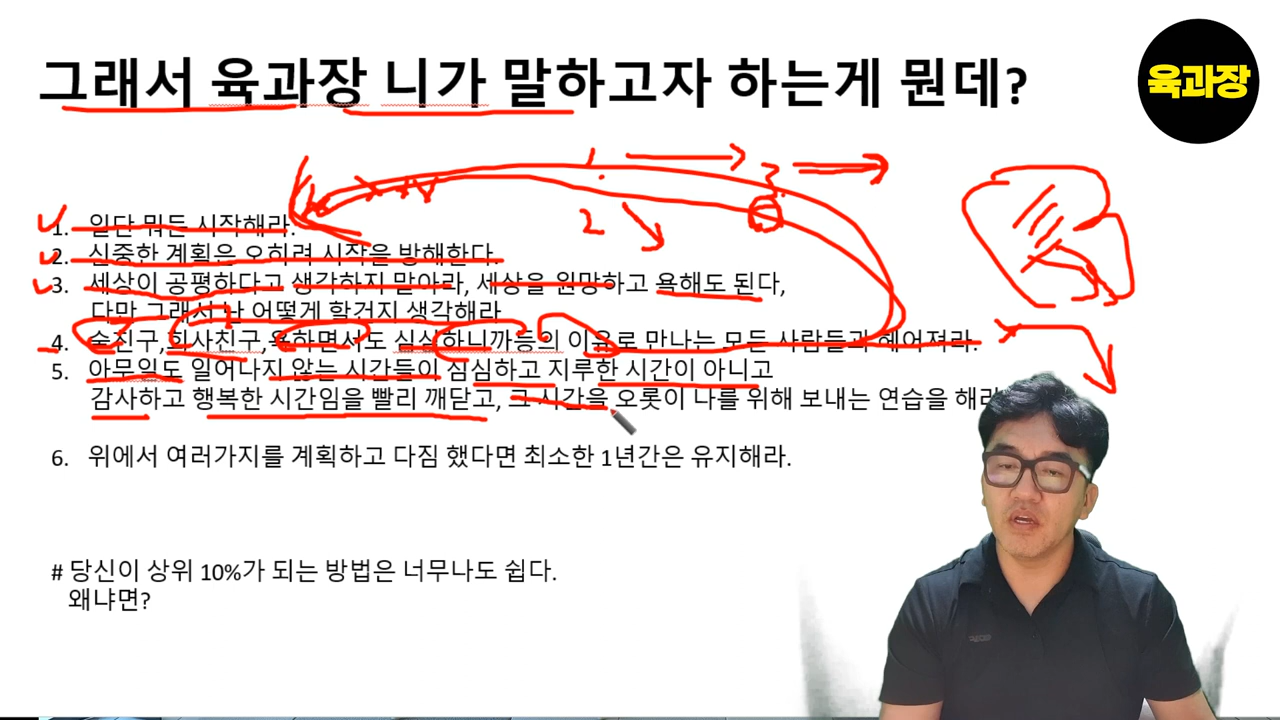 그래서 육과장 니가 말하고자 하는게 뭔데?
육과장
1. 일단 뭐든 시작해라.
2. 신중한 계획은 오히려 시작을 방해한다.
3. 세상이 공평하다고 생각하지 말아라, 세상을 원망하고 욕해도 된다,
다만 그래서 난 어떻게 할건지 생각해라
4. 술친구,회사친구,욕하면서도 심심하니까등의 이유로 만나는 모든 사람들과 헤어져라.
5. 아무일도 일어나지 않는 시간들이 심심하고 지루한 시간이 아니고
감사하고 행복한 시간임을 빨리 깨닫고, 그 시간을 오롯이 나를 위해 보내는 연습을 해라
6. 위에서 여러가지를 계획하고 다짐 했다면 최소한 1년간은 유지해라.
# 당신이 상위 10%가 되는 방법은 너무나도 쉽다.
왜냐면?
1
2
3